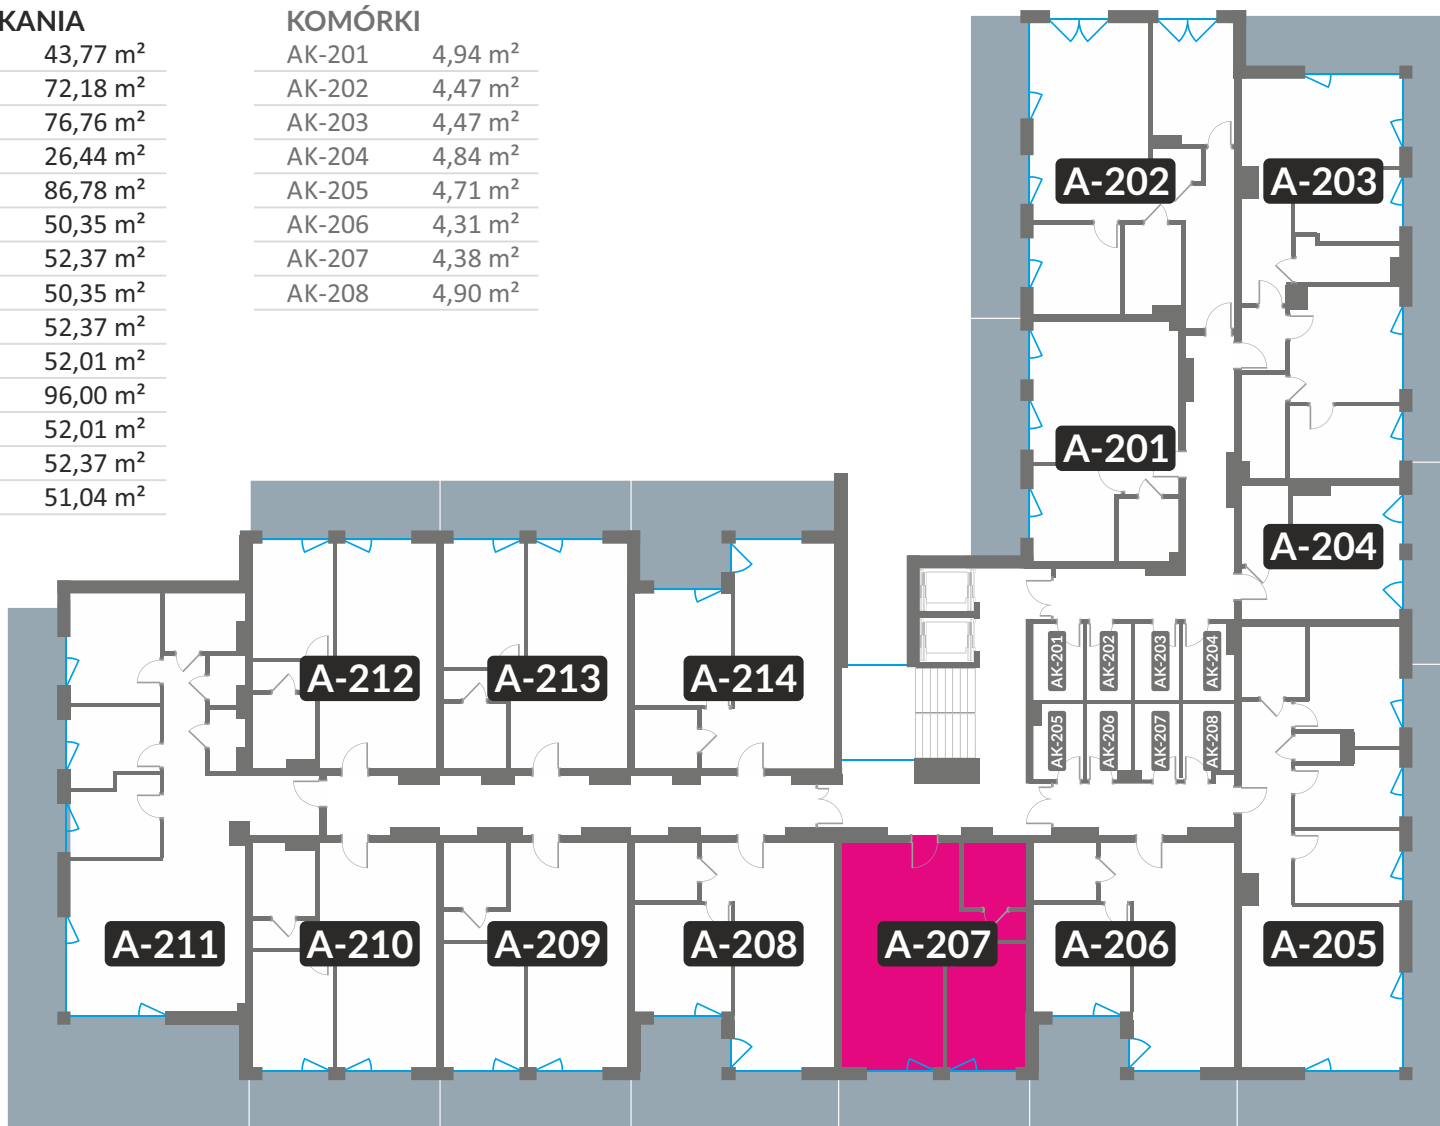 KANIA
43,77 m²
72,18 m²
76,76 m²
26,44 m²
86,78 m²
50,35 m²
52,37 m²
50,35 m²
52,37 m²
52,01 m²
96,00 m²
52,01 m²
52,37 m²
51,04 m²
KOMÓRKI
AK-201 4,94 m²
AK-202 4,47 m²
AK-203 4,47 m²
AK-204 4,84 m²
AK-205 4,71 m²
AK-206 4,31 m²
AK-207 4,38 m²
AK-208 4,90 m²
A-202
A-203
A-201
A-204
AK-201
AK-202
AK-203
AK-204
A-212
A-213
A-214
AK-205
AK-206
AK-207
AK-208
A-211
A-210
A-209
A-208
A-207
A-206
A-205